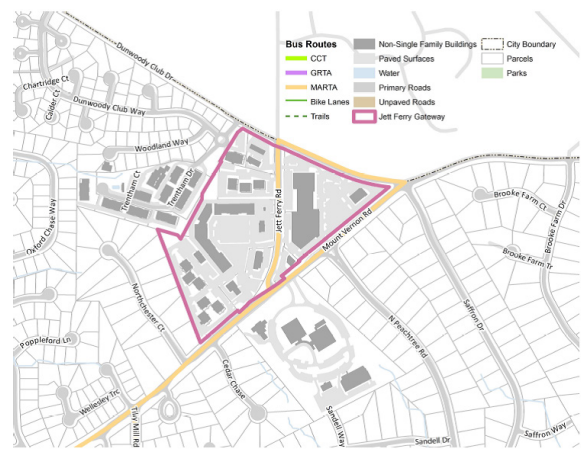 Bus Routes
CCT
GRTA
MARTA
Bike Lanes
Trails
Non-Single Family Buildings
Paved Surfaces
Water
Primary Roads
Unpaved Roads
Jett Ferry Gateway
City Boundary
Parcels
Parks
Dunwoody Club Dr
Chartridge Ct
Calder Ct
Dunwoody Club Way
Woodland Way
Trentham Ct
Trentham Dr
Oxford Chase Way
Jett Ferry Rd
Mount Vernon Rd
Brooke Farm Ct
Brooke Farm Dr
Brooke Farm Tr
Northchester Ct
Poppleford Ln
N Peachtree Rd
Saffron Dr
Cedar Chase
Wellesley Trc
Tilly Mill Rd
Sandell Way
Sandell Dr
Saffron Way